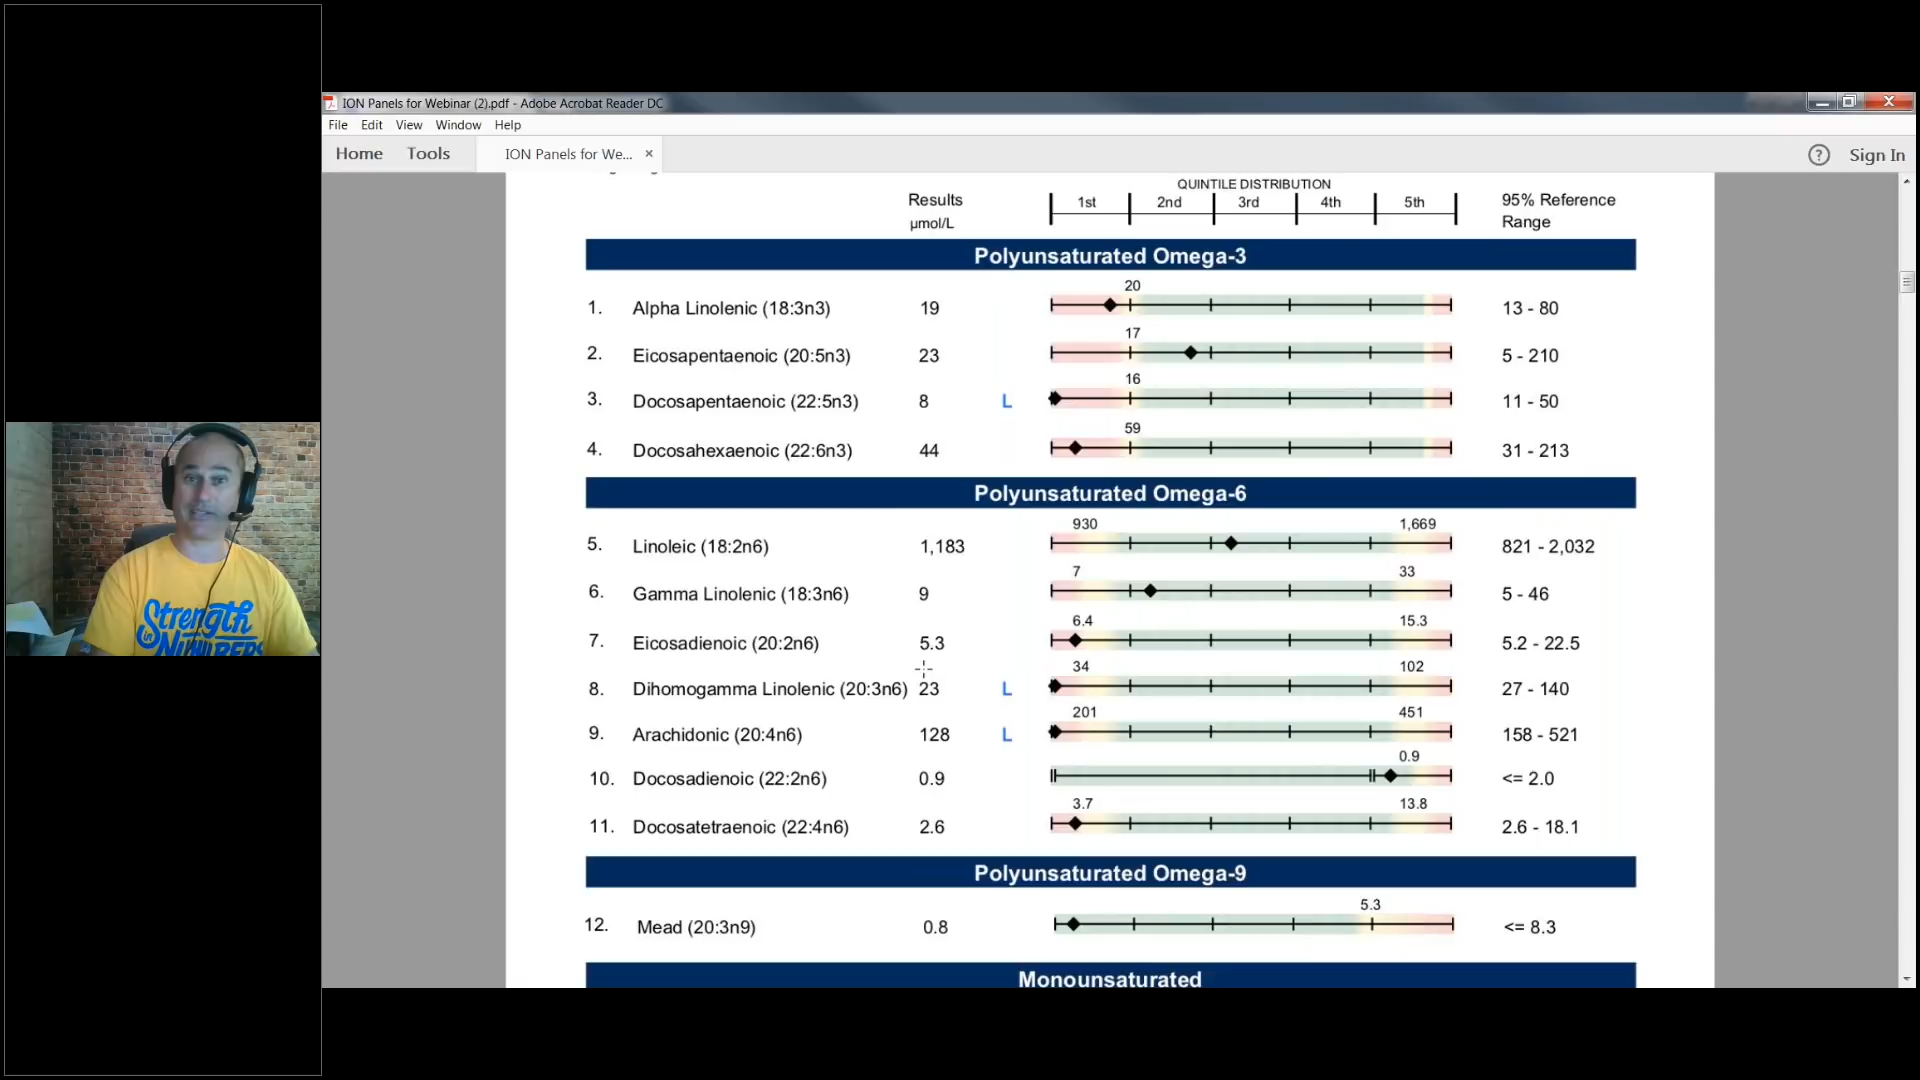 ION Panels for Webinar (2).pdf - Adobe Acrobat Reader DC
File Edit View Window Help
Home Tools ION Panels for We... × ? Sign In
QUINTILE DISTRIBUTION
Results 1st 2nd 3rd 4th 5th 95% Reference
µmol/L Range
Polyunsaturated Omega-3
20
1. Alpha Linolenic (18:3n3) 19 13 - 80
17
2. Eicosapentaenoic (20:5n3) 23 5 - 210
16
3. Docosapentaenoic (22:5n3) 8 L 11 - 50
59
4. Docosahexaenoic (22:6n3) 44 31 - 213
Polyunsaturated Omega-6
930 1,669
5. Linoleic (18:2n6) 1,183 821 - 2,032
7 33
6. Gamma Linolenic (18:3n6) 9 5 - 46
6.4 15.3
7. Eicosadienoic (20:2n6) 5.3 5.2 - 22.5
34 102
8. Dihomogamma Linolenic (20:3n6) 23 L 27 - 140
201 451
9. Arachidonic (20:4n6) 128 L 158 - 521
0.9
10. Docosadienoic (22:2n6) 0.9 <= 2.0
3.7 13.8
11. Docosatetraenoic (22:4n6) 2.6 2.6 - 18.1
Polyunsaturated Omega-9
5.3
12. Mead (20:3n9) 0.8 <= 8.3
Monounsaturated
Strength
in NUMBERS